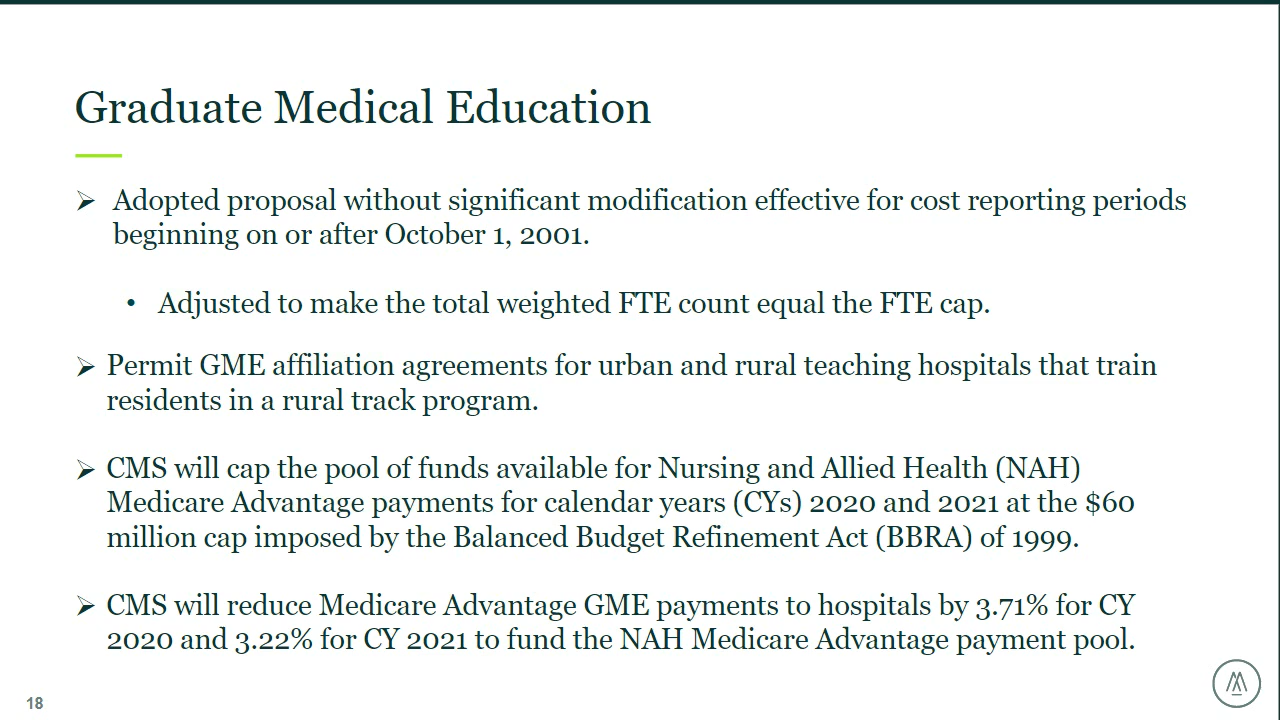 Graduate Medical Education
➢ Adopted proposal without significant modification effective for cost reporting periods
beginning on or after October 1, 2001.
• Adjusted to make the total weighted FTE count equal the FTE cap.
➢ Permit GME affiliation agreements for urban and rural teaching hospitals that train
residents in a rural track program.
➢ CMS will cap the pool of funds available for Nursing and Allied Health (NAH)
Medicare Advantage payments for calendar years (CYs) 2020 and 2021 at the $60
million cap imposed by the Balanced Budget Refinement Act (BBRA) of 1999.
➢ CMS will reduce Medicare Advantage GME payments to hospitals by 3.71% for CY
2020 and 3.22% for CY 2021 to fund the NAH Medicare Advantage payment pool.
18